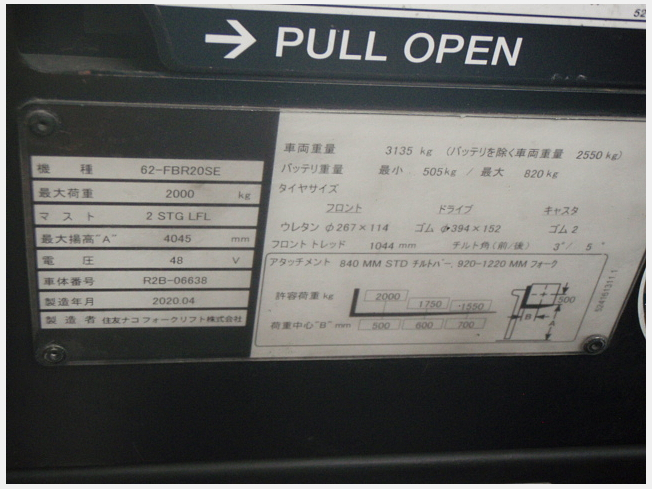 52
→ PULL OPEN
機種 62-FBR20SE
最大荷重 2000 kg
マスト 2 STG LFL
最大揚高"A" 4045 mm
電圧 48 V
車体番号 R2B-06638
製造年月 2020.04
製造者 住友ナコ フォークリフト株式会社
車両重量 3135 kg (バッテリを除く車両重量 2550 kg)
バッテリ重量 最小 505 kg / 最大 820 kg
タイヤサイズ
フロント ドライブ キャスタ
ウレタン φ267×114 ゴム φ394×152 ゴム 2
フロント トレッド 1044 mm チルト角(前/後) 3°/ 5°
アタッチメント 840 MM STD チルトバー, 920-1220 MM フォーク
許容荷重 kg 2000 1750 1550
荷重中心"B" mm 500 600 700
500
B
A